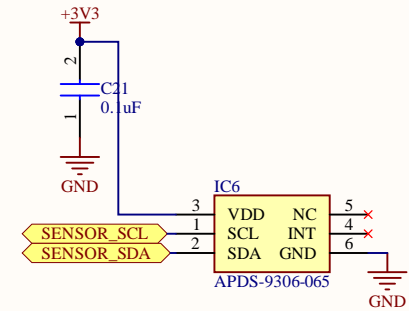 +3V3
2
C21
0.1uF
1
GND
IC6
3 VDD NC 5
SENSOR_SCL 1 SCL INT 4
SENSOR_SDA 2 SDA GND 6
APDS-9306-065
GND